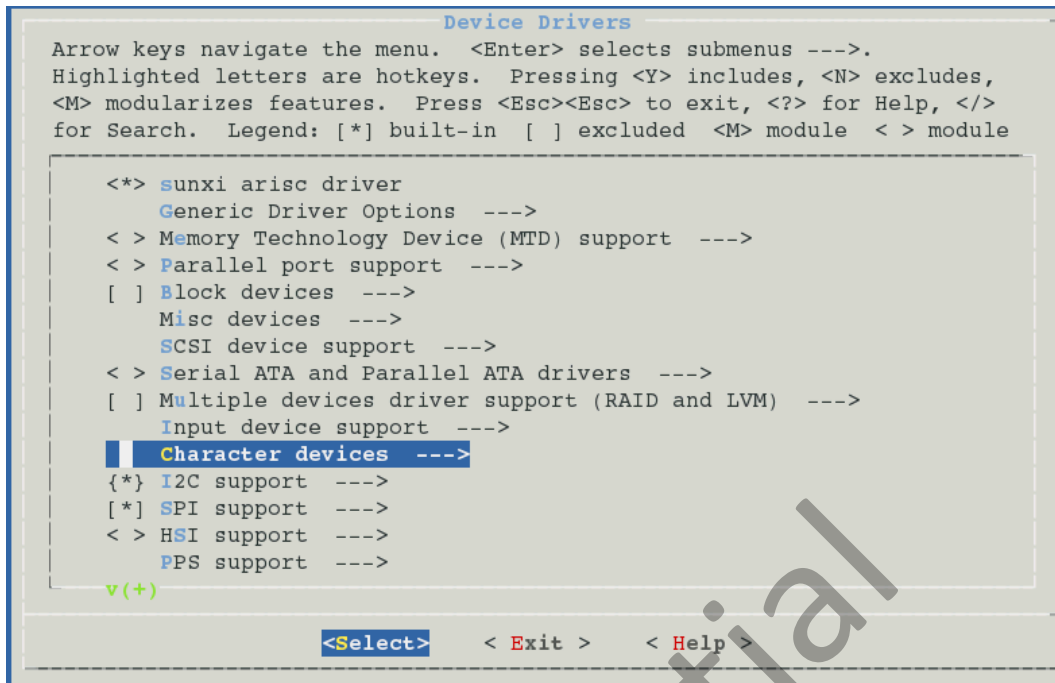 Device Drivers
Arrow keys navigate the menu.  <Enter> selects submenus --->.
Highlighted letters are hotkeys.  Pressing <Y> includes, <N> excludes,
<M> modularizes features.  Press <Esc><Esc> to exit, <?> for Help, </>
for Search.  Legend: [*] built-in  [ ] excluded  <M> module  < > module
<*> sunxi arisc driver
Generic Driver Options  --->
< > Memory Technology Device (MTD) support  --->
< > Parallel port support  --->
[ ] Block devices  --->
Misc devices  --->
SCSI device support  --->
< > Serial ATA and Parallel ATA drivers  --->
[ ] Multiple devices driver support (RAID and LVM)  --->
Input device support  --->
Character devices  --->
{*} I2C support  --->
[*] SPI support  --->
< > HSI support  --->
PPS support  --->
v(+)
<Select>    < Exit >    < Help >
tial